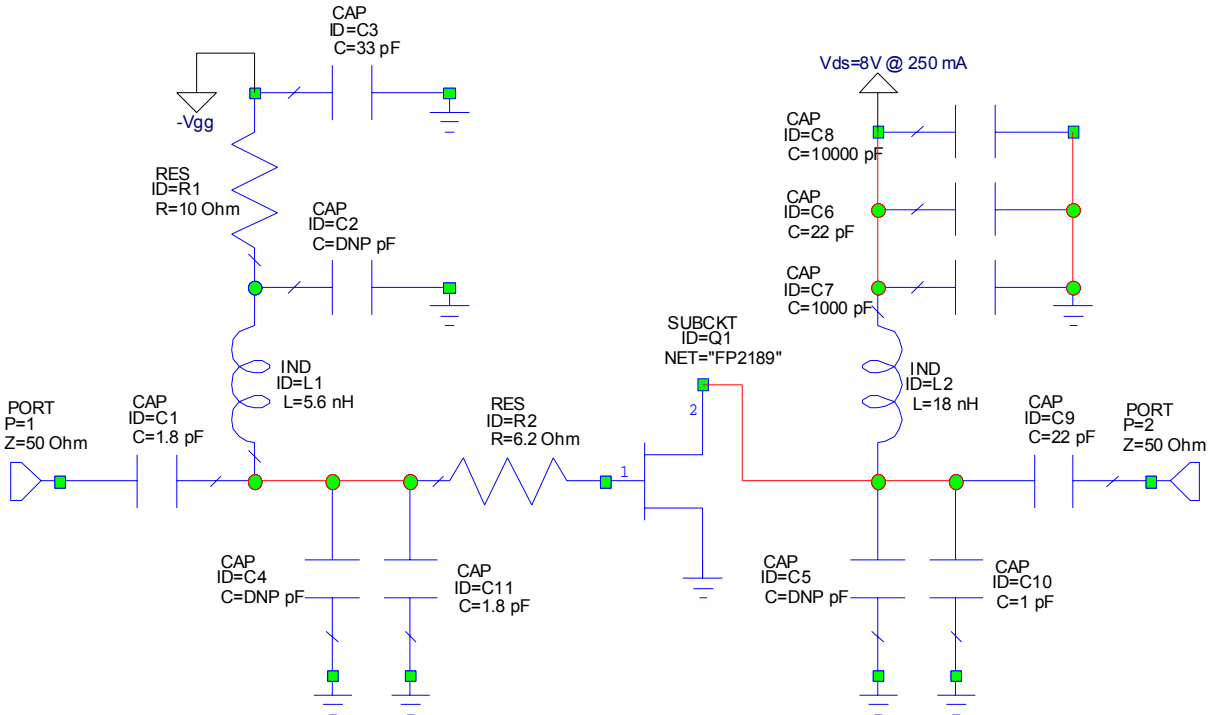 CAP
ID=C3
C=33 pF
-Vgg
RES
ID=R1
R=10 Ohm
CAP
ID=C2
C=DNP pF
IND
ID=L1
L=5.6 nH
PORT
P=1
Z=50 Ohm
CAP
ID=C1
C=1.8 pF
RES
ID=R2
R=6.2 Ohm
CAP
ID=C4
C=DNP pF
CAP
ID=C11
C=1.8 pF
SUBCKT
ID=Q1
NET="FP2189"
1
2
Vds=8V @ 250 mA
CAP
ID=C8
C=10000 pF
CAP
ID=C6
C=22 pF
CAP
ID=C7
C=1000 pF
IND
ID=L2
L=18 nH
CAP
ID=C9
C=22 pF
PORT
P=2
Z=50 Ohm
CAP
ID=C5
C=DNP pF
CAP
ID=C10
C=1 pF